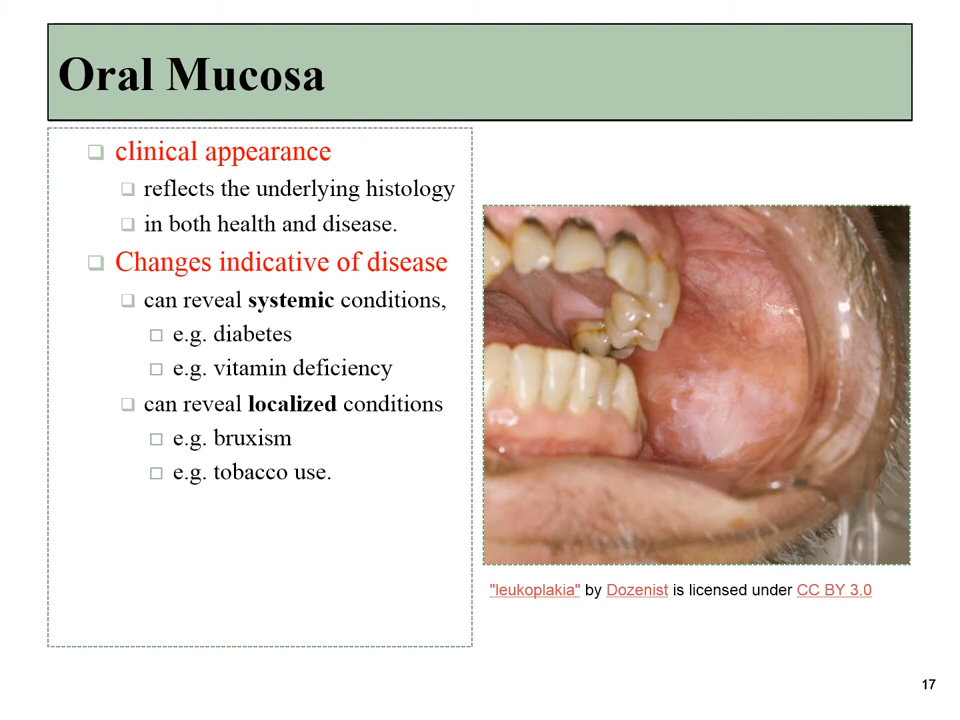 Oral Mucosa
clinical appearance
reflects the underlying histology
in both health and disease.
Changes indicative of disease
can reveal systemic conditions,
e.g. diabetes
e.g. vitamin deficiency
can reveal localized conditions
e.g. bruxism
e.g. tobacco use.
"leukoplakia" by Dozenist is licensed under CC BY 3.0
17